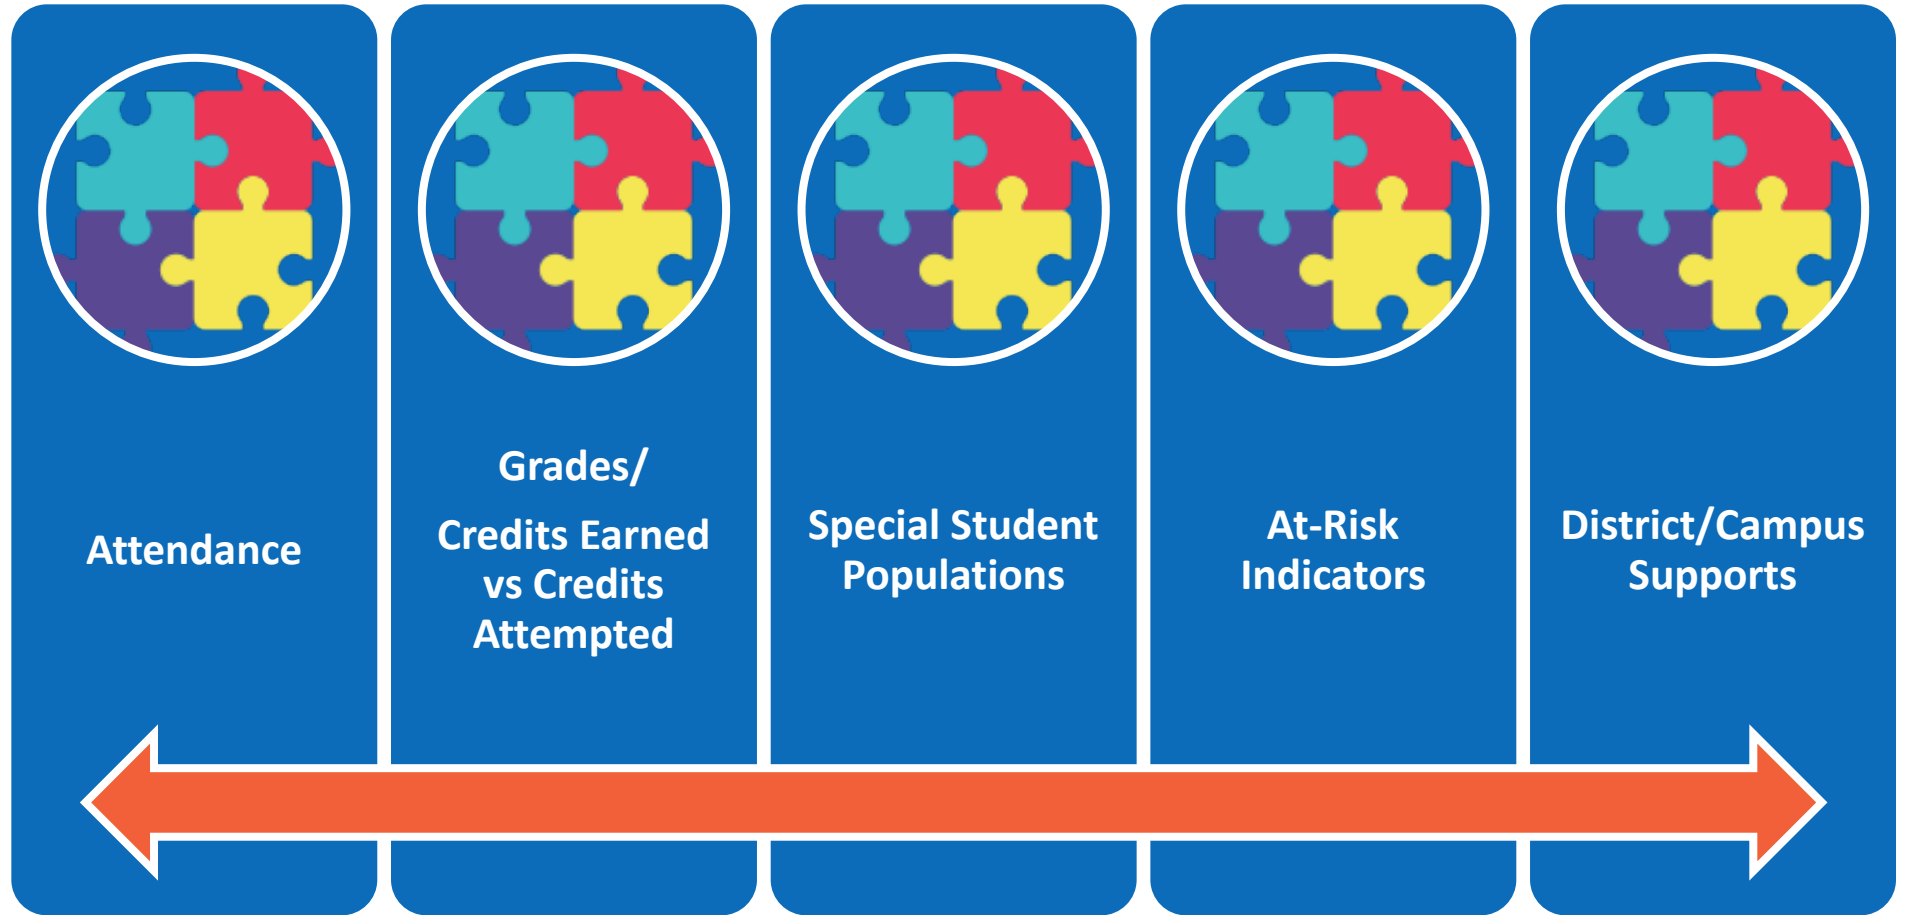 Attendance
Grades/
Credits Earned
vs Credits
Attempted
Special Student
Populations
At-Risk
Indicators
District/Campus
Supports